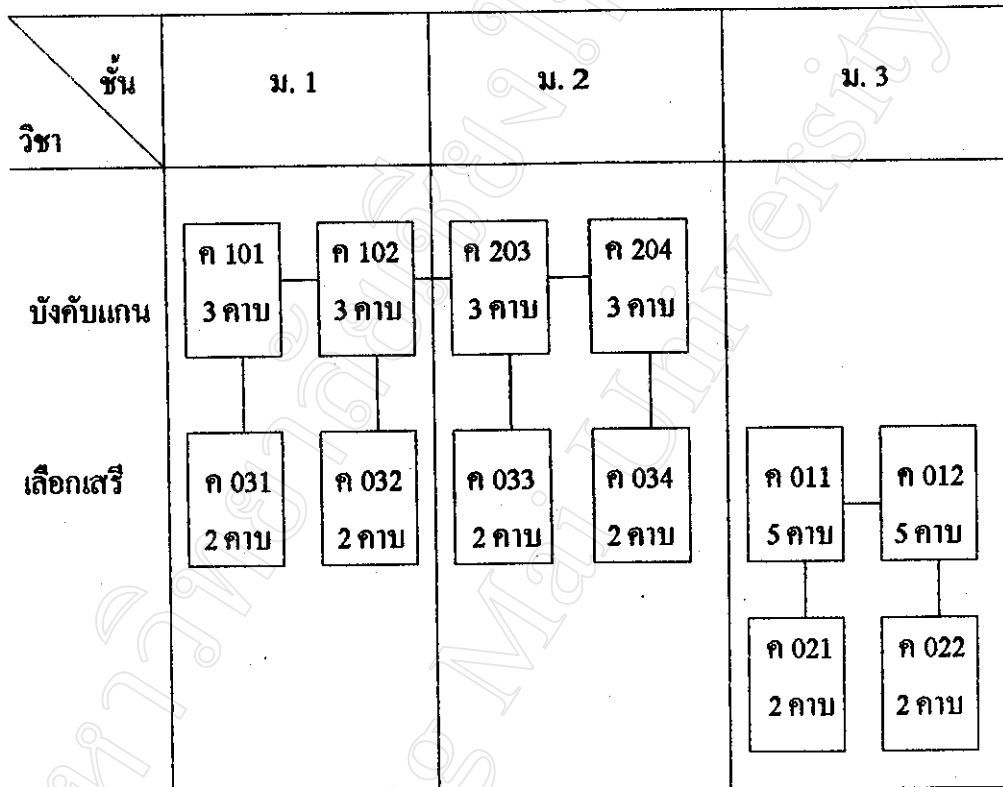 ชั้น
วิชา
ม. 1
ม. 2
ม. 3
บังคับแกน
ค 101
3 คาบ
ค 102
3 คาบ
ค 203
3 คาบ
ค 204
3 คาบ
เลือกเสรี
ค 031
2 คาบ
ค 032
2 คาบ
ค 033
2 คาบ
ค 034
2 คาบ
ค 011
5 คาบ
ค 012
5 คาบ
ค 021
2 คาบ
ค 022
2 คาบ
Mai University